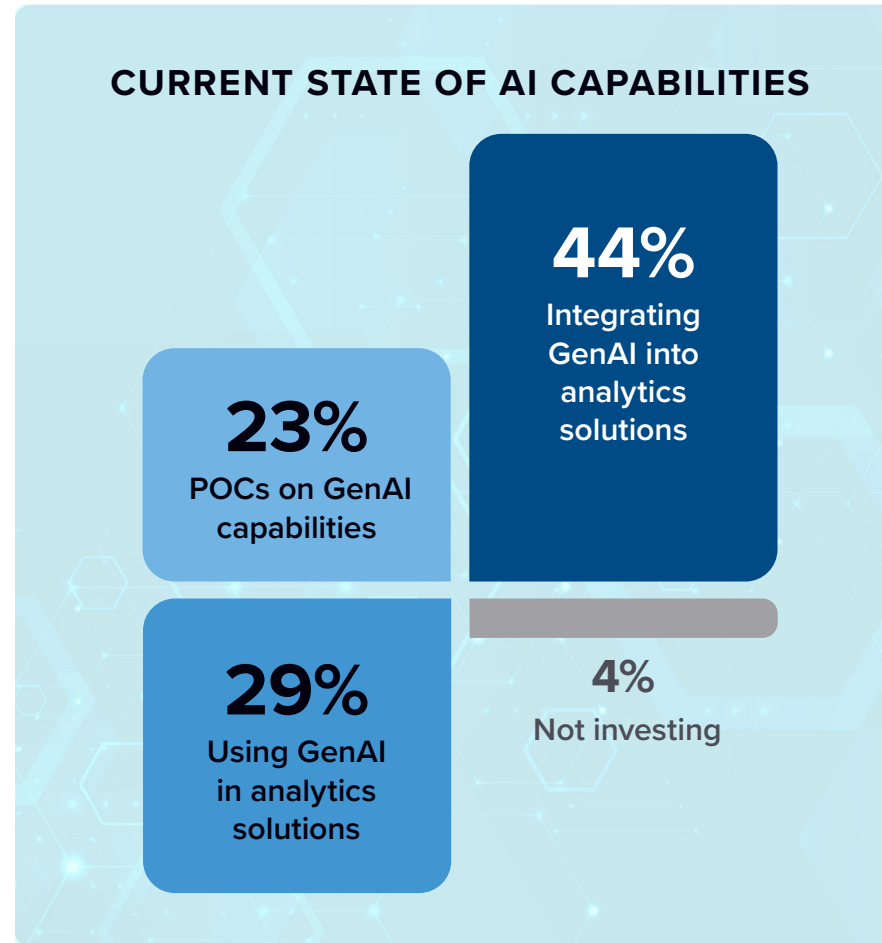 CURRENT STATE OF AI CAPABILITIES
44%
Integrating
GenAI into
analytics
solutions
23%
POCs on GenAI
capabilities
29%
Using GenAI
in analytics
solutions
4%
Not investing